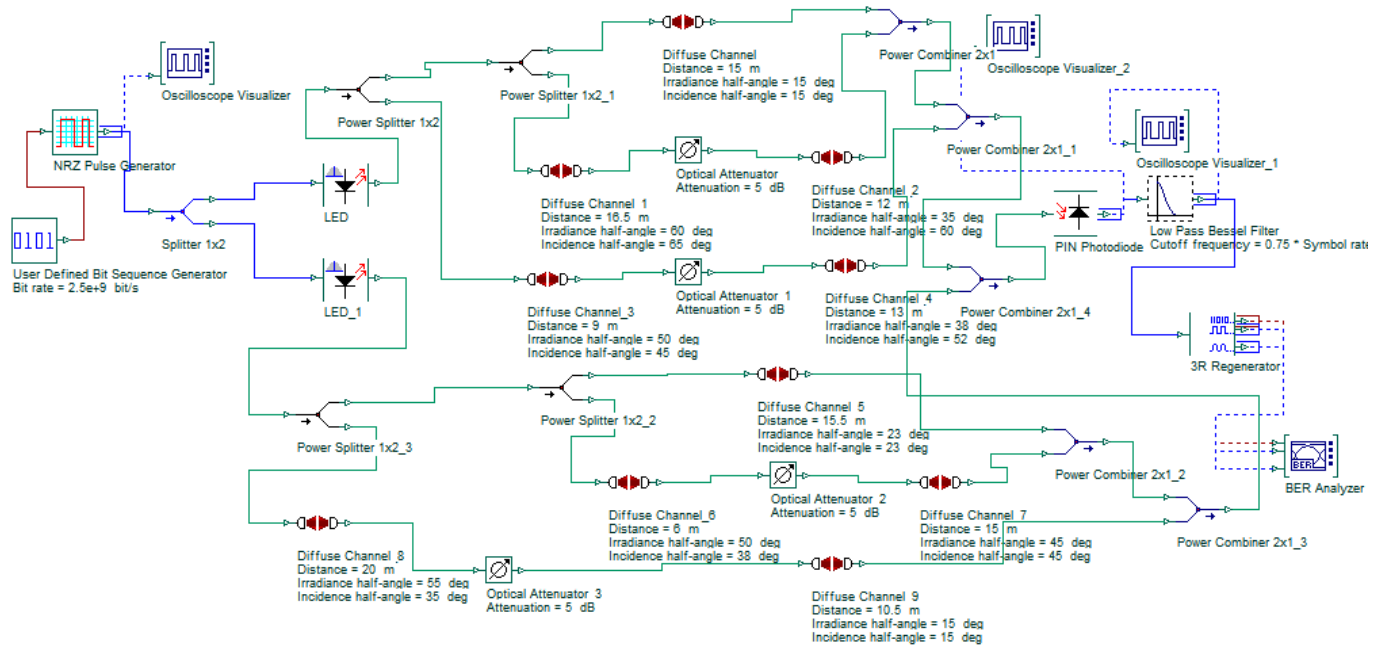 Oscilloscope Visualizer
NRZ Pulse Generator
0101
User Defined Bit Sequence Generator
Bit rate = 2.5e+9 bit/s
Splitter 1x2
LED
LED_1
Power Splitter 1x2
Power Splitter 1x2_1
Diffuse Channel
Distance = 15 m
Irradiance half-angle = 15 deg
Incidence half-angle = 15 deg
Power Combiner 2x1
Oscilloscope Visualizer_2
Diffuse Channel_1
Distance = 16.5 m
Irradiance half-angle = 60 deg
Incidence half-angle = 65 deg
Optical Attenuator
Attenuation = 5 dB
Diffuse Channel_2
Distance = 12 m
Irradiance half-angle = 35 deg
Incidence half-angle = 60 deg
Power Combiner 2x1_1
Oscilloscope Visualizer_1
PIN Photodiode
Low Pass Bessel Filter
Cutoff frequency = 0.75 * Symbol rate
Diffuse Channel_3
Distance = 9 m
Irradiance half-angle = 50 deg
Incidence half-angle = 45 deg
Optical Attenuator_1
Attenuation = 5 dB
Diffuse Channel_4
Distance = 13 m
Irradiance half-angle = 38 deg
Incidence half-angle = 52 deg
Power Combiner 2x1_4
3R Regenerator
Power Splitter 1x2_3
Power Splitter 1x2_2
Diffuse Channel_5
Distance = 15.5 m
Irradiance half-angle = 23 deg
Incidence half-angle = 23 deg
Power Combiner 2x1_2
BER
BER Analyzer
Diffuse Channel_6
Distance = 6 m
Irradiance half-angle = 50 deg
Incidence half-angle = 38 deg
Optical Attenuator_2
Attenuation = 5 dB
Diffuse Channel_7
Distance = 15 m
Irradiance half-angle = 45 deg
Incidence half-angle = 45 deg
Power Combiner 2x1_3
Diffuse Channel_8
Distance = 20 m
Irradiance half-angle = 55 deg
Incidence half-angle = 35 deg
Optical Attenuator_3
Attenuation = 5 dB
Diffuse Channel_9
Distance = 10.5 m
Irradiance half-angle = 15 deg
Incidence half-angle = 15 deg